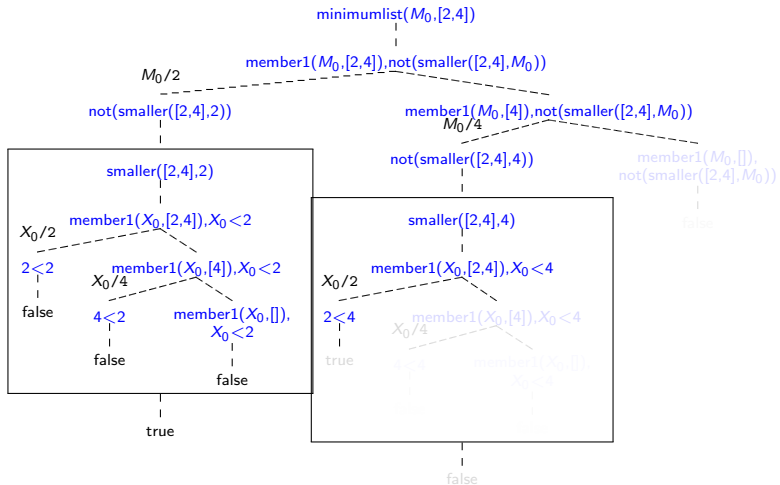 minimumlist(M₀,[2,4])
member1(M₀,[2,4]),not(smaller([2,4],M₀))
M₀/2
not(smaller([2,4],2))
member1(M₀,[4]),not(smaller([2,4],M₀))
M₀/4
not(smaller([2,4],4))
member1(M₀,[]),
not(smaller([2,4],M₀))
false
smaller([2,4],2)
member1(X₀,[2,4]),X₀<2
X₀/2
2<2
false
member1(X₀,[4]),X₀<2
X₀/4
4<2
false
member1(X₀,[]),
X₀<2
false
true
smaller([2,4],4)
member1(X₀,[2,4]),X₀<4
X₀/2
2<4
true
member1(X₀,[4]),X₀<4
X₀/4
4<4
member1(X₀,[]),
X₀<4
false